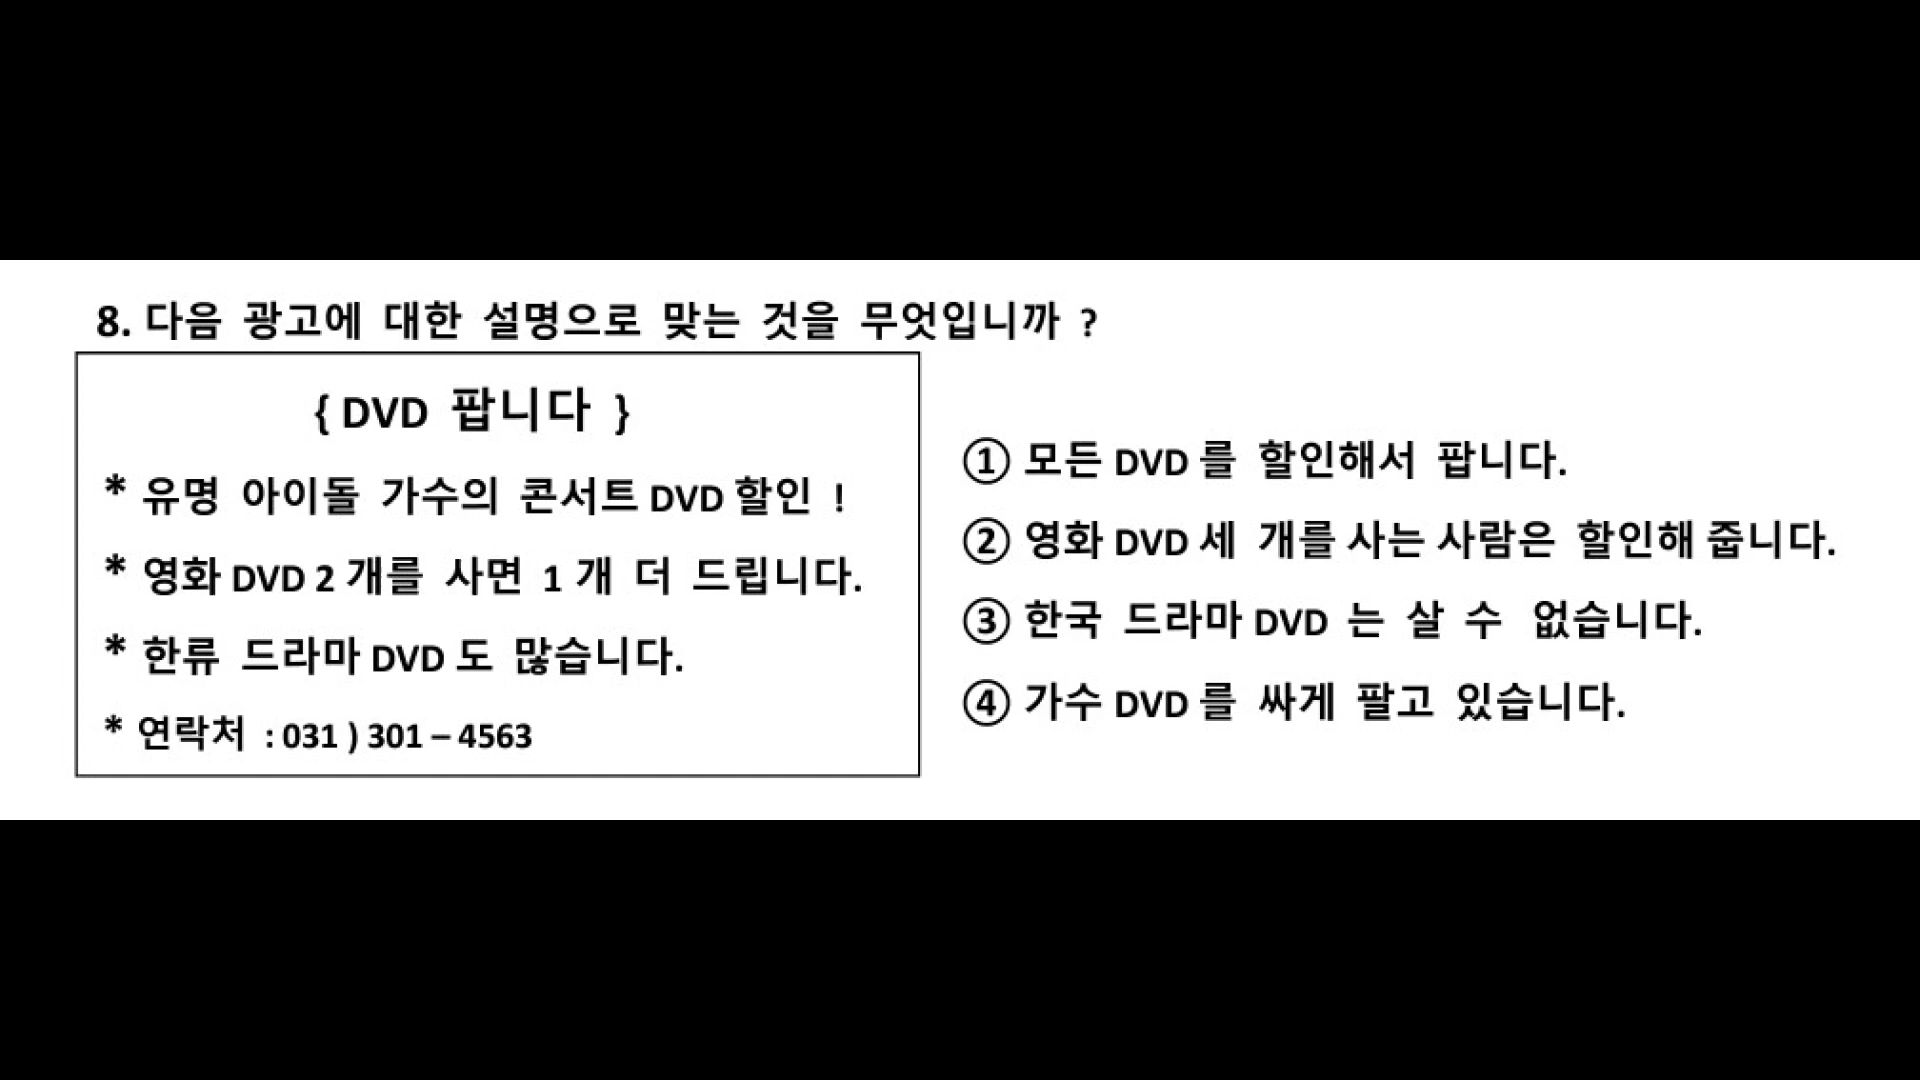 8. 다음 광고에 대한 설명으로 맞는 것을 무엇입니까 ?
{ DVD 팝니다 }
* 유명 아이돌 가수의 콘서트 DVD 할인 !
* 영화 DVD 2 개를 사면 1 개 더 드립니다.
* 한류 드라마 DVD 도 많습니다.
* 연락처 : 031 ) 301 – 4563
① 모든 DVD 를 할인해서 팝니다.
② 영화 DVD 세 개를 사는 사람은 할인해 줍니다.
③ 한국 드라마 DVD 는 살 수 없습니다.
④ 가수 DVD 를 싸게 팔고 있습니다.